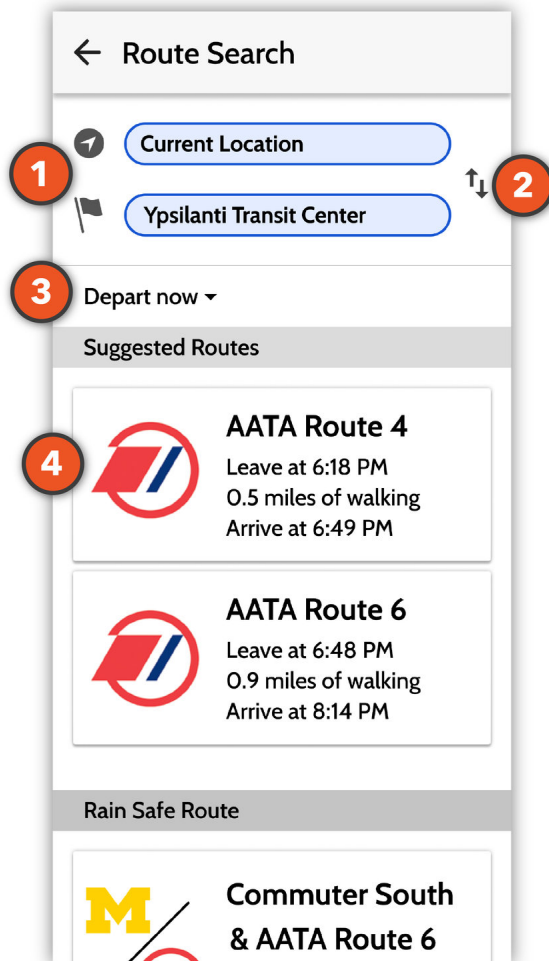 Route Search
1
Current Location
2
Ypsilanti Transit Center
3
Depart now
Suggested Routes
4
AATA Route 4
Leave at 6:18 PM
0.5 miles of walking
Arrive at 6:49 PM
AATA Route 6
Leave at 6:48 PM
0.9 miles of walking
Arrive at 8:14 PM
Rain Safe Route
M
Commuter South
& AATA Route 6